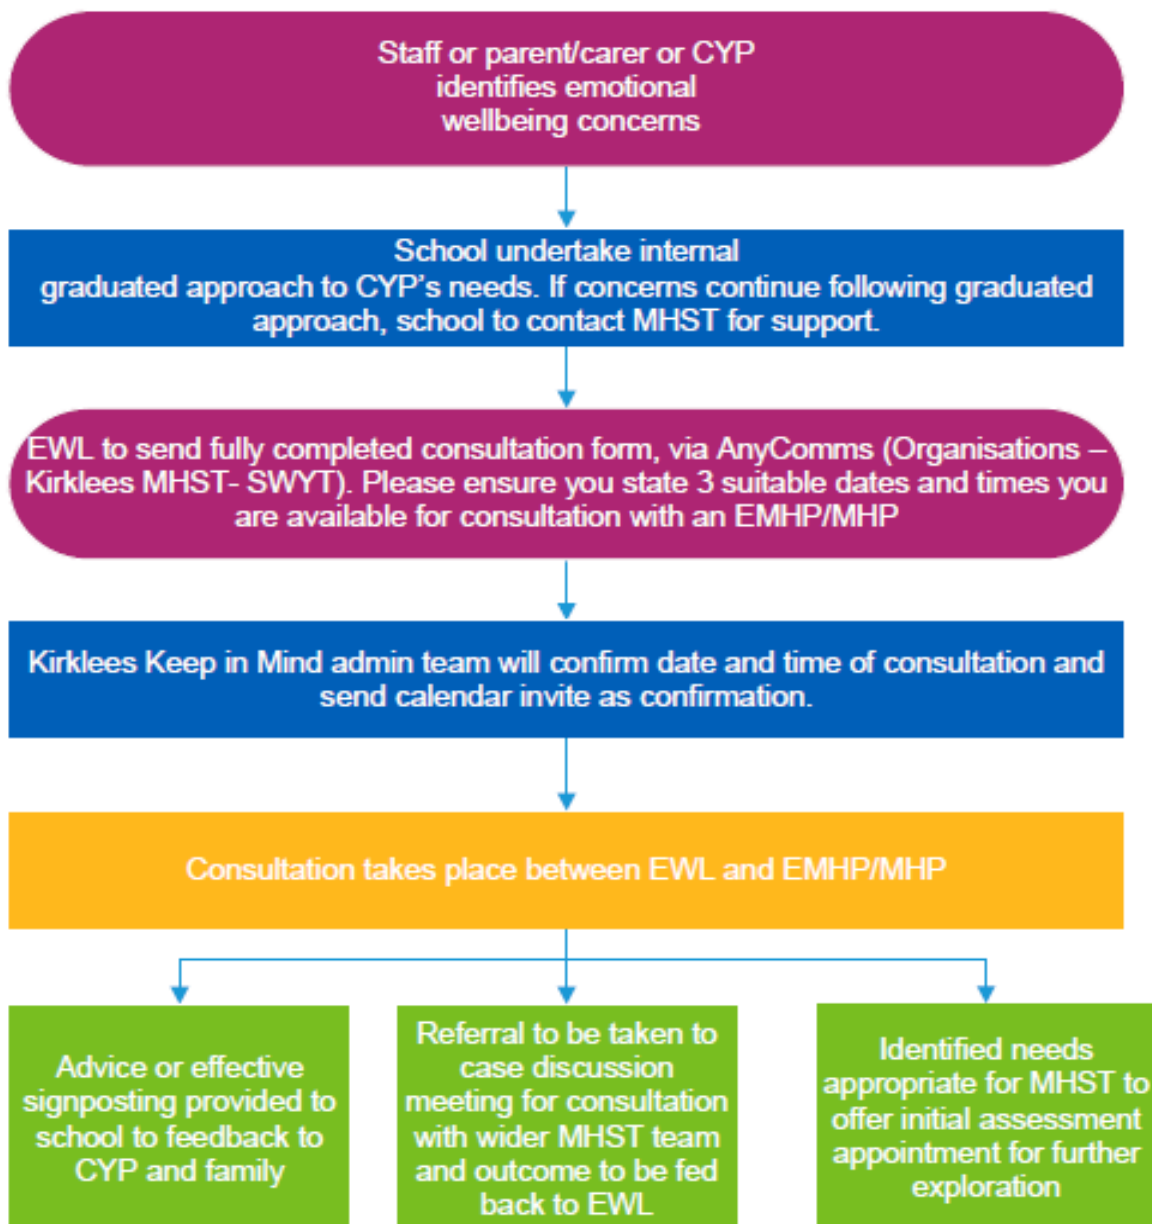 Staff or parent/carer or CYP
identifies emotional
wellbeing concerns
School undertake internal
graduated approach to CYP's needs. If concerns continue following graduated
approach, school to contact MHST for support.
EWL to send fully completed consultation form, via AnyComms (Organisations –
Kirklees MHST- SWYT). Please ensure you state 3 suitable dates and times you
are available for consultation with an EMHP/MHP
Kirklees Keep in Mind admin team will confirm date and time of consultation and
send calendar invite as confirmation.
Consultation takes place between EWL and EMHP/MHP
Advice or effective
signposting provided to
school to feedback to
CYP and family
Referral to be taken to
case discussion
meeting for consultation
with wider MHST team
and outcome to be fed
back to EWL
Identified needs
appropriate for MHST to
offer initial assessment
appointment for further
exploration